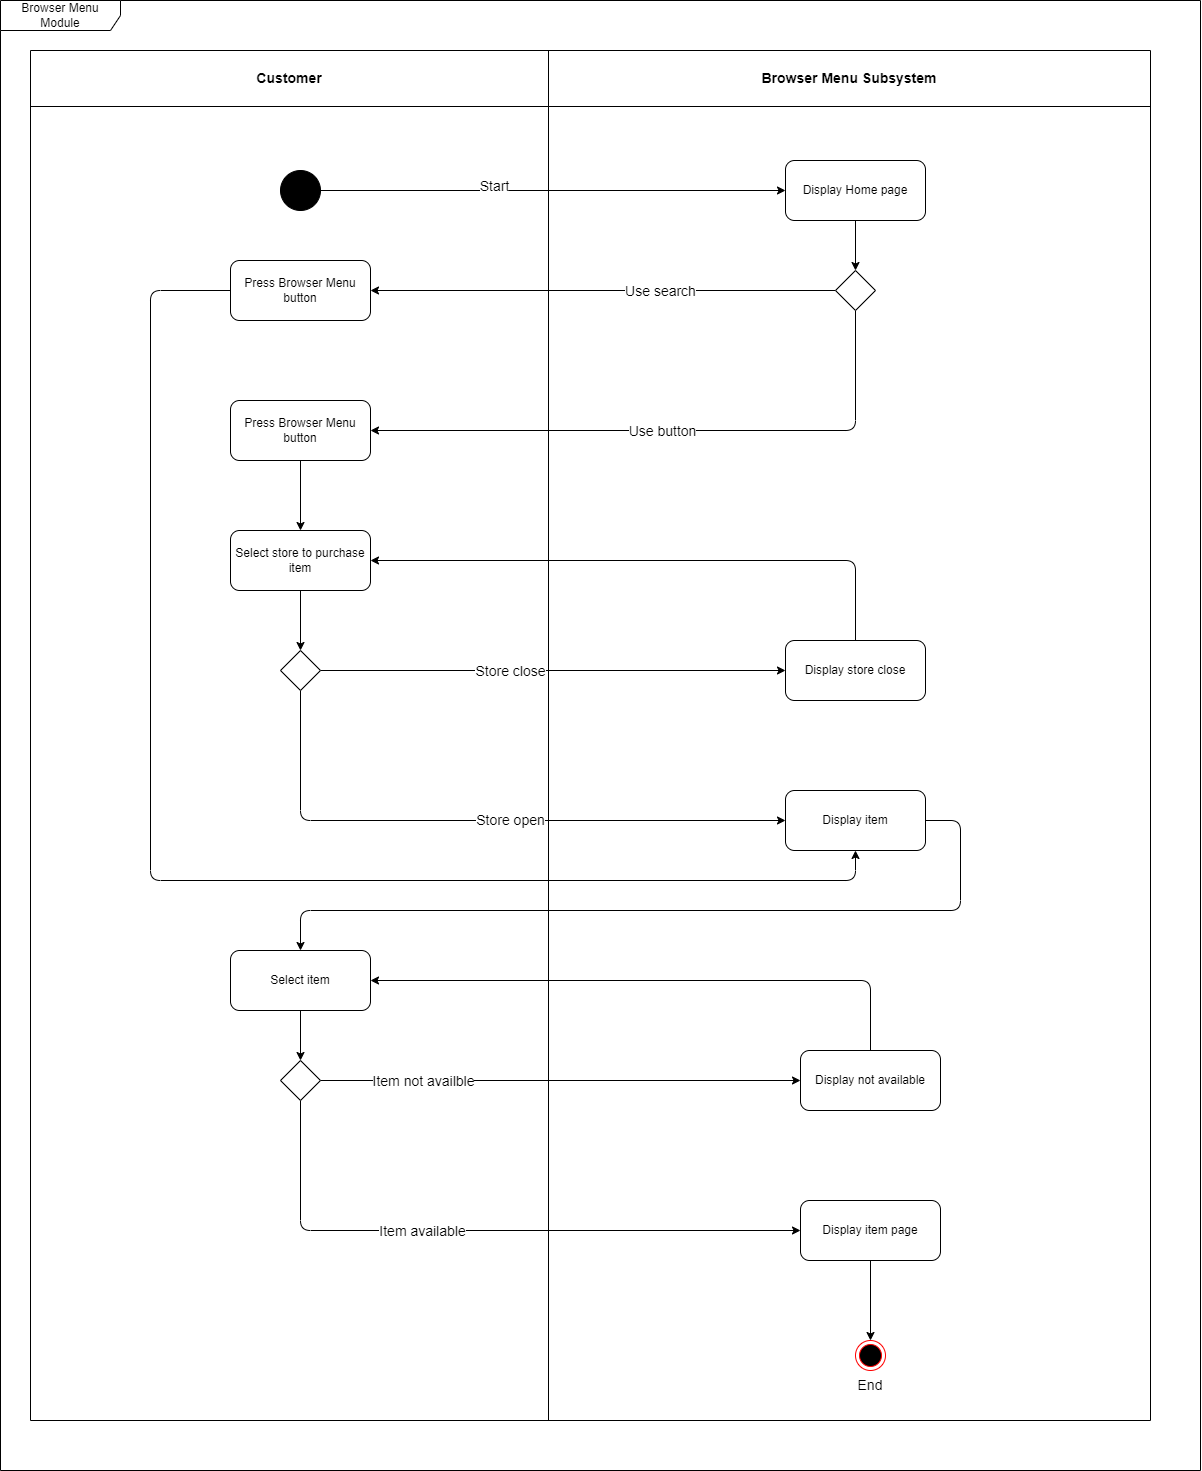 Browser Menu
Module
Customer
Browser Menu Subsystem
Start
Display Home page
Press Browser Menu
button
Use search
Press Browser Menu
button
Use button
Select store to purchase
item
Store close
Display store close
Store open
Display item
Select item
Item not availble
Display not available
Item available
Display item page
End